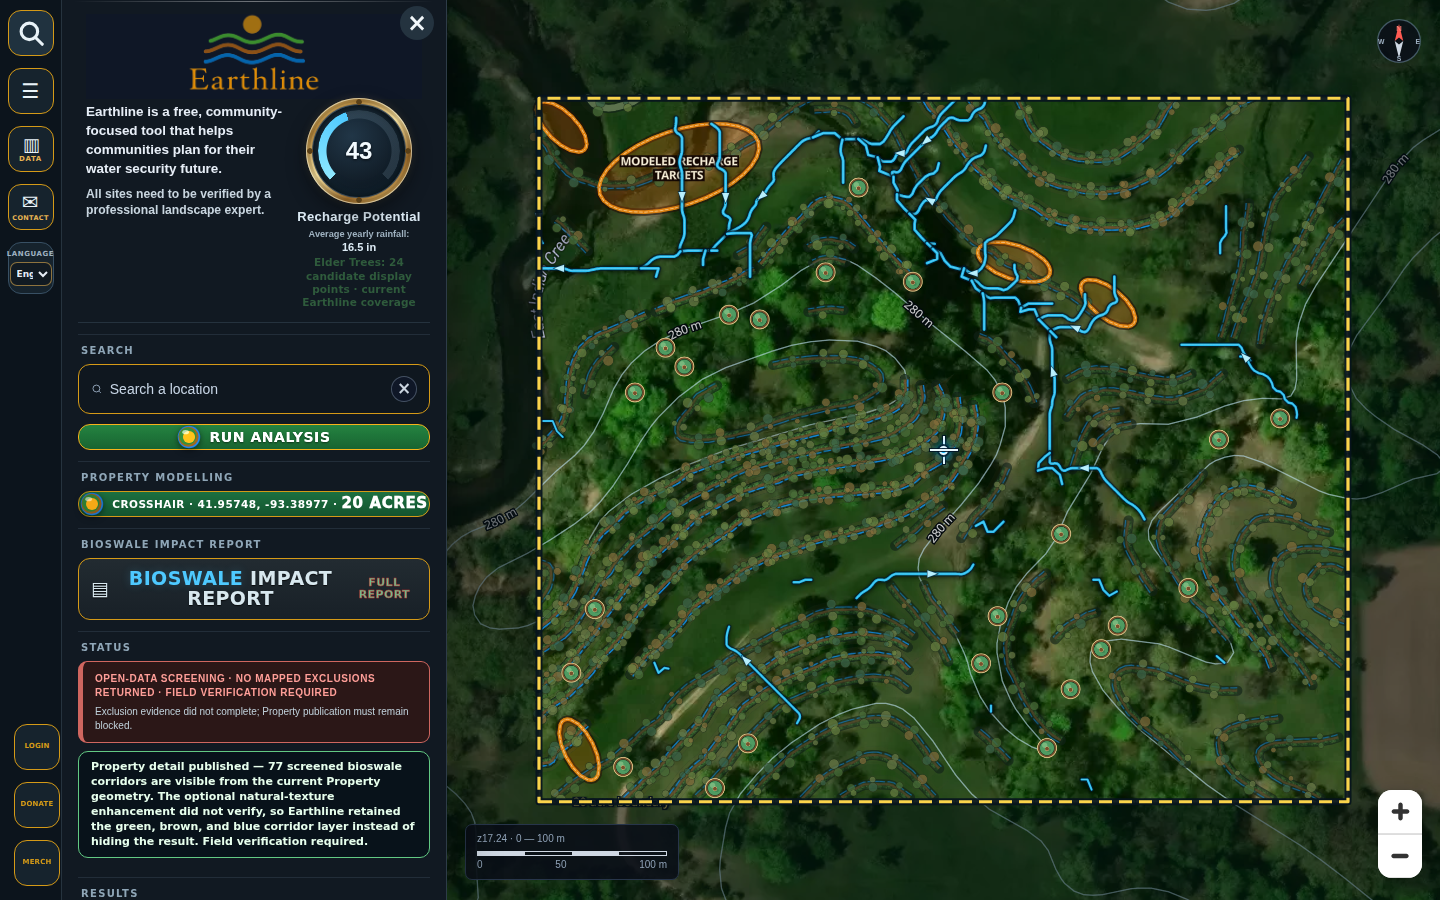 DATA
CONTACT
LANGUAGE
Eng
LOGIN
DONATE
MERCH
Earthline
Earthline is a free, community-
focused tool that helps
communities plan for their
water security future.
All sites need to be verified by a
professional landscape expert.
43
Recharge Potential
Average yearly rainfall:
16.5 in
Elder Trees: 24
candidate display
points · current
Earthline coverage
SEARCH
Search a location
RUN ANALYSIS
PROPERTY MODELLING
CROSSHAIR · 41.95748, -93.38977 · 20 ACRES
BIOSWALE IMPACT REPORT
BIOSWALE IMPACT
REPORT
FULL
REPORT
STATUS
OPEN-DATA SCREENING · NO MAPPED EXCLUSIONS
RETURNED · FIELD VERIFICATION REQUIRED
Exclusion evidence did not complete; Property publication must remain
blocked.
Property detail published — 77 screened bioswale
corridors are visible from the current Property
geometry. The optional natural-texture
enhancement did not verify, so Earthline retained
the green, brown, and blue corridor layer instead of
hiding the result. Field verification required.
RESULTS
MODELED RECHARGE
TARGETS
280 m
280 m
280 m
280 m
280 m
W
E
S
z17.24 · 0 — 100 m
0
50
100 m